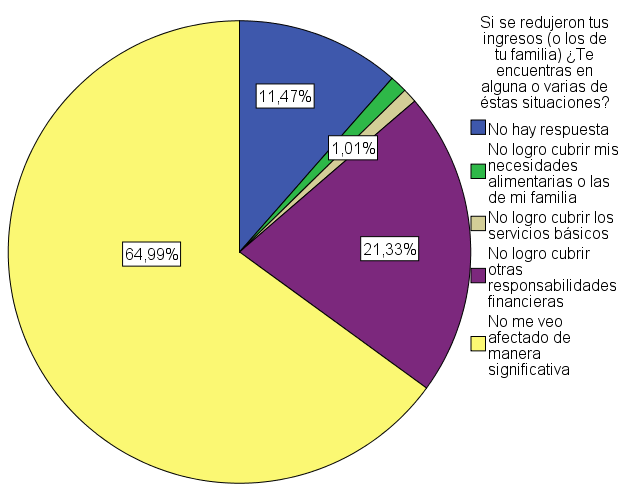 Si se redujeron tus
ingresos (o los de
tu familia) ¿Te
encuentras en
alguna o varias de
éstas situaciones?
No hay respuesta
No logro cubrir mis
necesidades
alimentarias o las
de mi familia
No logro cubrir los
servicios básicos
No logro cubrir
otras
responsabilidades
financieras
No me veo
afectado de
manera
significativa
11,47%
1,01%
21,33%
64,99%